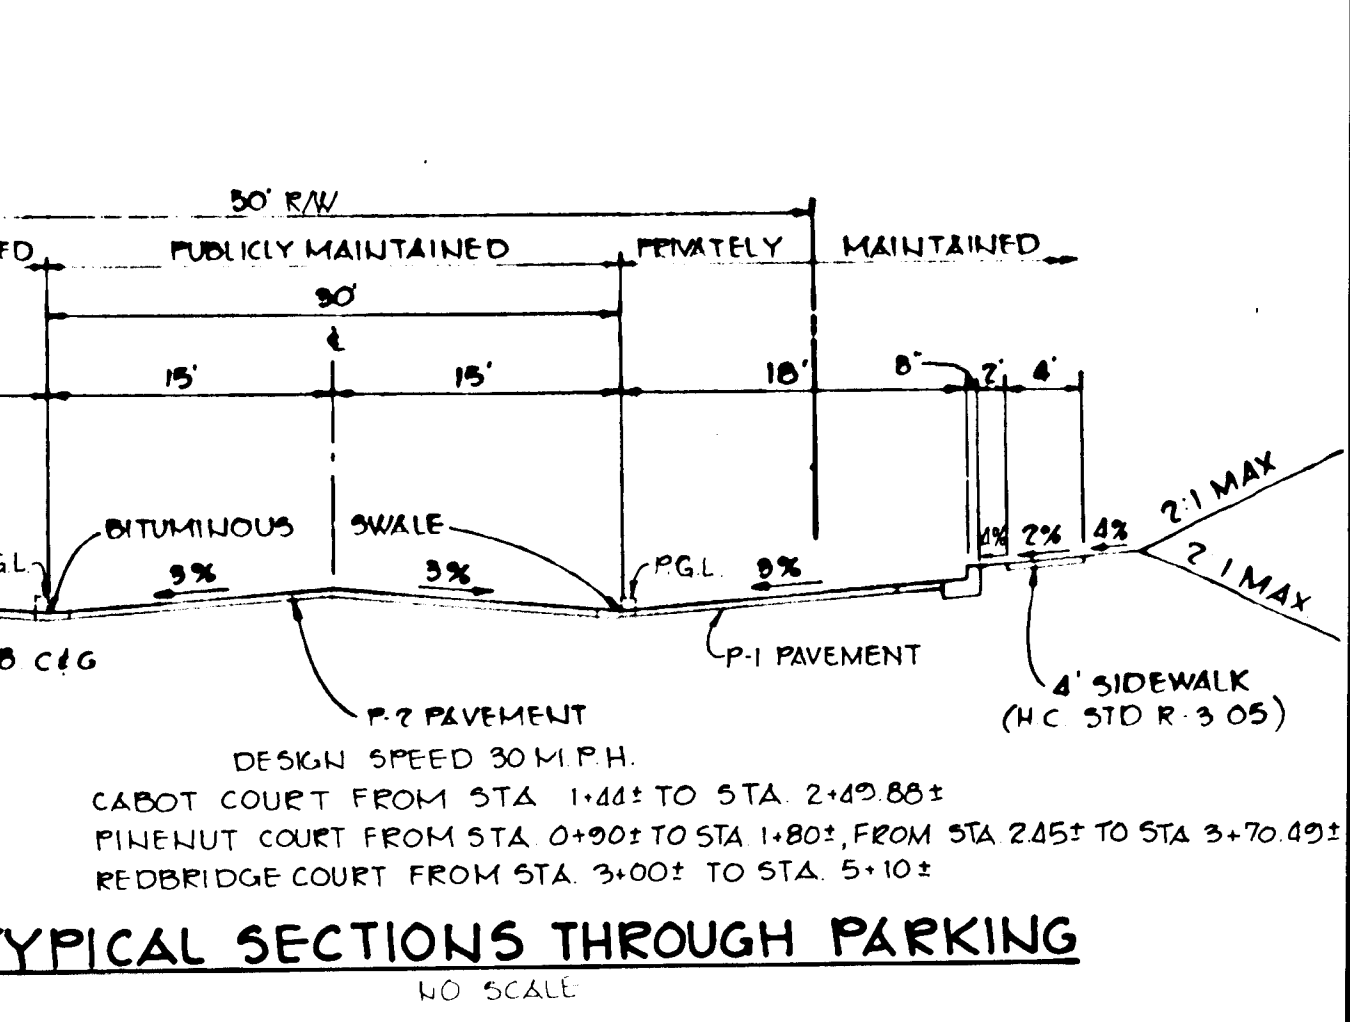 50' R/W
PUBLICLY MAINTAINED PRIVATELY MAINTAINED
30'
15' 15' 18' 8" 2' 4'
2:1 MAX
BITUMINOUS SWALE
4% 2% 4%
G.L. 3% 3% P.G.L. 3%
2:1 MAX
C&G
P-1 PAVEMENT
4' SIDEWALK
(H.C. STD R-3.05)
P-2 PAVEMENT
DESIGN SPEED 30 M.P.H.
CABOT COURT FROM STA 1+44± TO STA. 2+49.88±
PINENUT COURT FROM STA. 0+90± TO STA 1+80±, FROM STA 2.45± TO STA 3+70.49±
REDBRIDGE COURT FROM STA. 3+00± TO STA. 5+10±
YPICAL SECTIONS THROUGH PARKING
NO SCALE